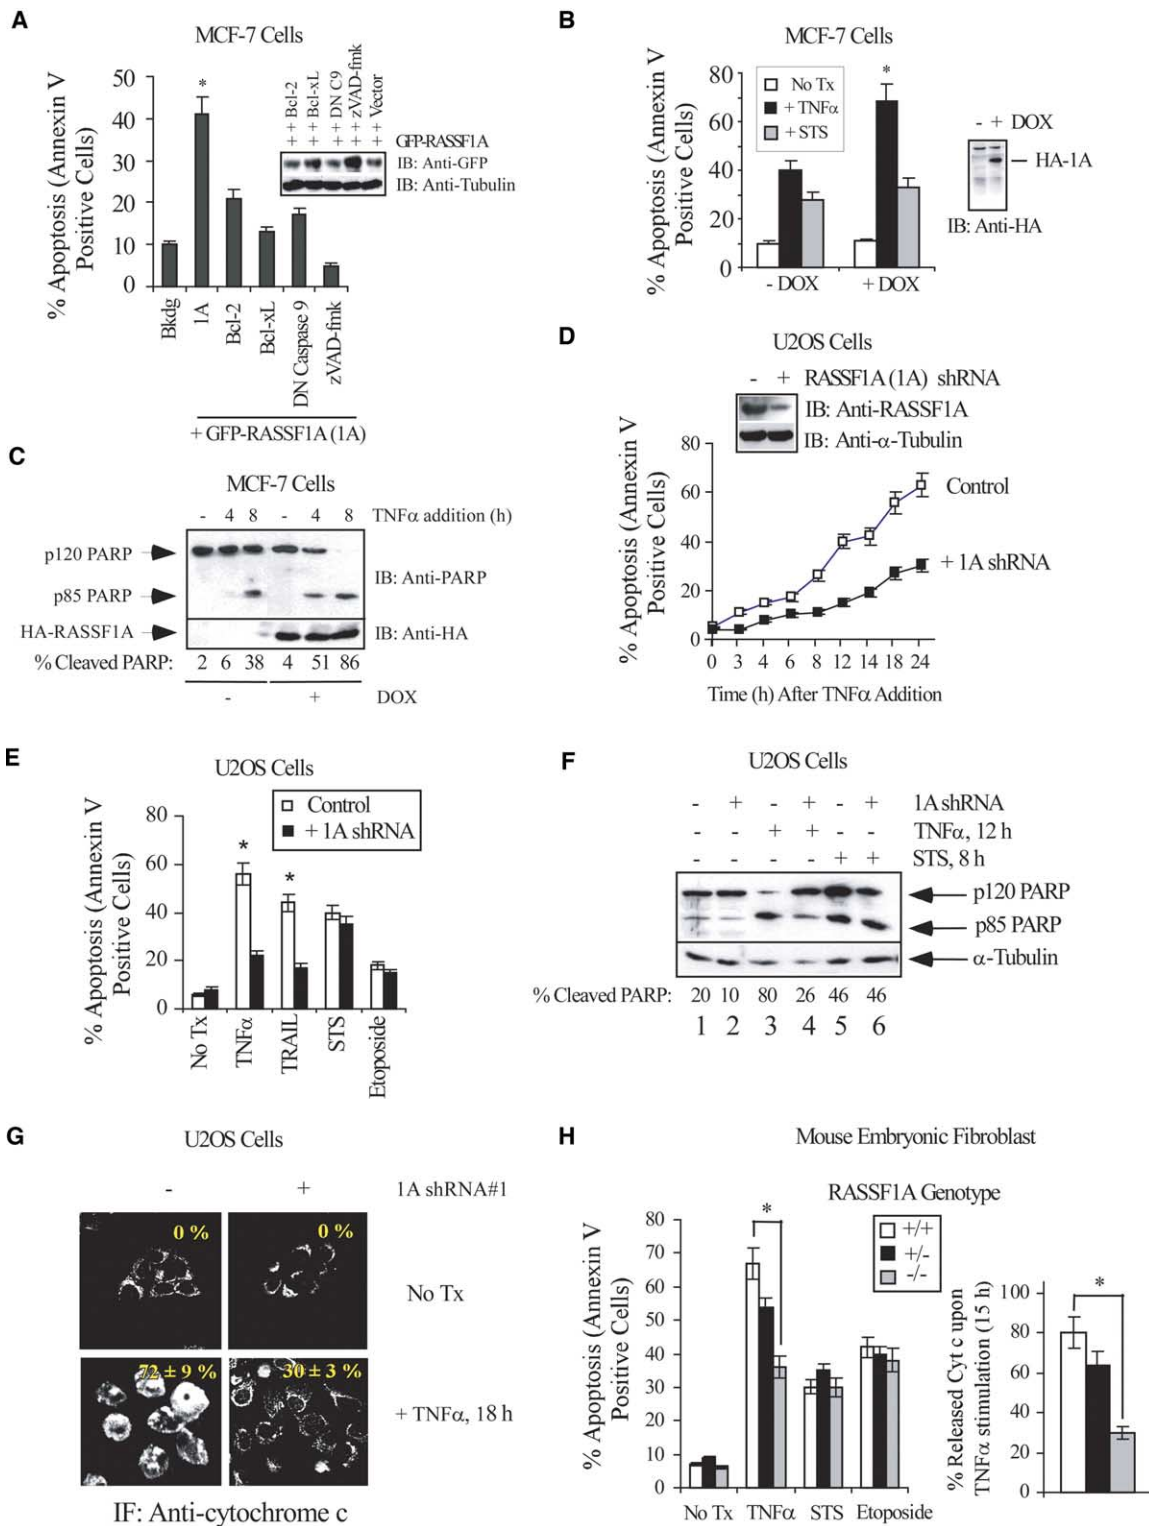 A
MCF-7 Cells
% Apoptosis (Annexin V
Positive Cells)
50
40
30
20
10
0
Bkdg
1A
Bcl-2
Bcl-xL
DN Caspase 9
zVAD-fmk
*
+ GFP-RASSF1A (1A)
+ Bcl-2
+ Bcl-xL
+ DN C9
+ zVAD-fmk
+ Vector
+ + + + + GFP-RASSF1A
IB: Anti-GFP
IB: Anti-Tubulin
B
MCF-7 Cells
% Apoptosis (Annexin V
Positive Cells)
80
60
40
20
0
No Tx
+ TNFα
+ STS
*
- DOX
+ DOX
- + DOX
HA-1A
IB: Anti-HA
C
MCF-7 Cells
- 4 8 - 4 8 TNFα addition (h)
p120 PARP
p85 PARP
IB: Anti-PARP
HA-RASSF1A
IB: Anti-HA
% Cleaved PARP: 2 6 38 4 51 86
- + DOX
D
U2OS Cells
- + RASSF1A (1A) shRNA
IB: Anti-RASSF1A
IB: Anti-α-Tubulin
% Apoptosis (Annexin V
Positive Cells)
80
60
40
20
0
Control
+ 1A shRNA
0 3 4 6 8 12 14 18 24
Time (h) After TNFα Addition
E
U2OS Cells
% Apoptosis (Annexin V
Positive Cells)
80
60
40
20
0
Control
+ 1A shRNA
*
*
No Tx
TNFα
TRAIL
STS
Etoposide
F
U2OS Cells
- + - + - + 1A shRNA
- - + + - - TNFα, 12 h
- - - - + + STS, 8 h
p120 PARP
p85 PARP
α-Tubulin
% Cleaved PARP: 20 10 80 26 46 46
1 2 3 4 5 6
G
U2OS Cells
- + 1A shRNA#1
0 %
0 %
No Tx
72 ± 9 %
30 ± 3 %
+ TNFα, 18 h
IF: Anti-cytochrome c
H
Mouse Embryonic Fibroblast
RASSF1A Genotype
+/+
+/-
-/-
% Apoptosis (Annexin V
Positive Cells)
80
70
60
50
40
30
20
10
0
*
No Tx TNFα STS Etoposide
% Released Cyt c upon
TNFα stimulation (15 h)
100
80
60
40
20
0
*